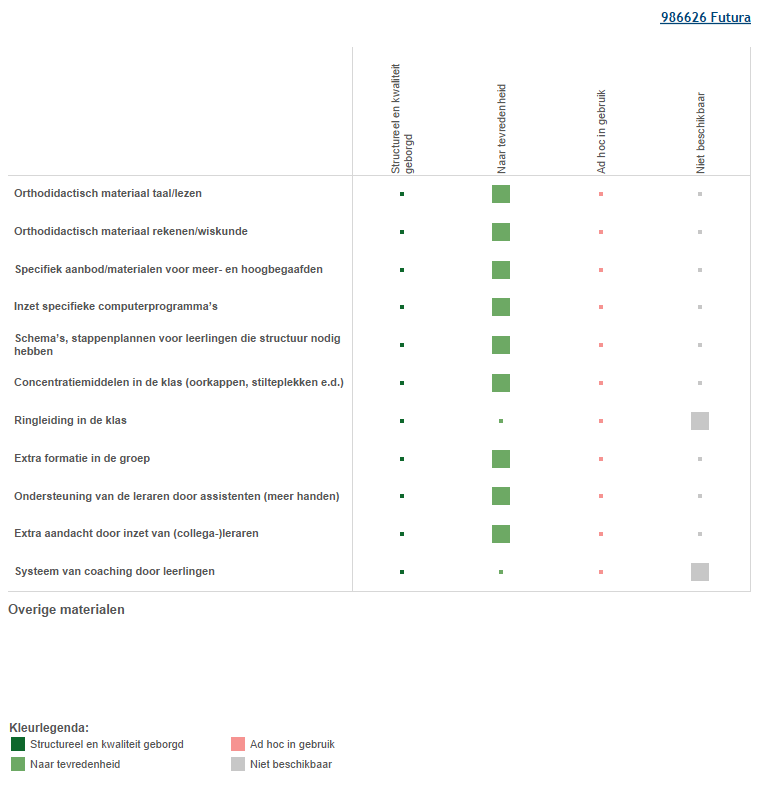 986626 Futura
Structureel en kwaliteit
geborgd
Naar tevredenheid
Ad hoc in gebruik
Niet beschikbaar
Orthodidactisch materiaal taal/lezen
Orthodidactisch materiaal rekenen/wiskunde
Specifiek aanbod/materialen voor meer- en hoogbegaafden
Inzet specifieke computerprogramma's
Schema's, stappenplannen voor leerlingen die structuur nodig
hebben
Concentratiemiddelen in de klas (oorkappen, stilteplekken e.d.)
Ringleiding in de klas
Extra formatie in de groep
Ondersteuning van de leraren door assistenten (meer handen)
Extra aandacht door inzet van (collega-)leraren
Systeem van coaching door leerlingen
Overige materialen
Kleurlegenda:
Structureel en kwaliteit geborgd
Ad hoc in gebruik
Naar tevredenheid
Niet beschikbaar